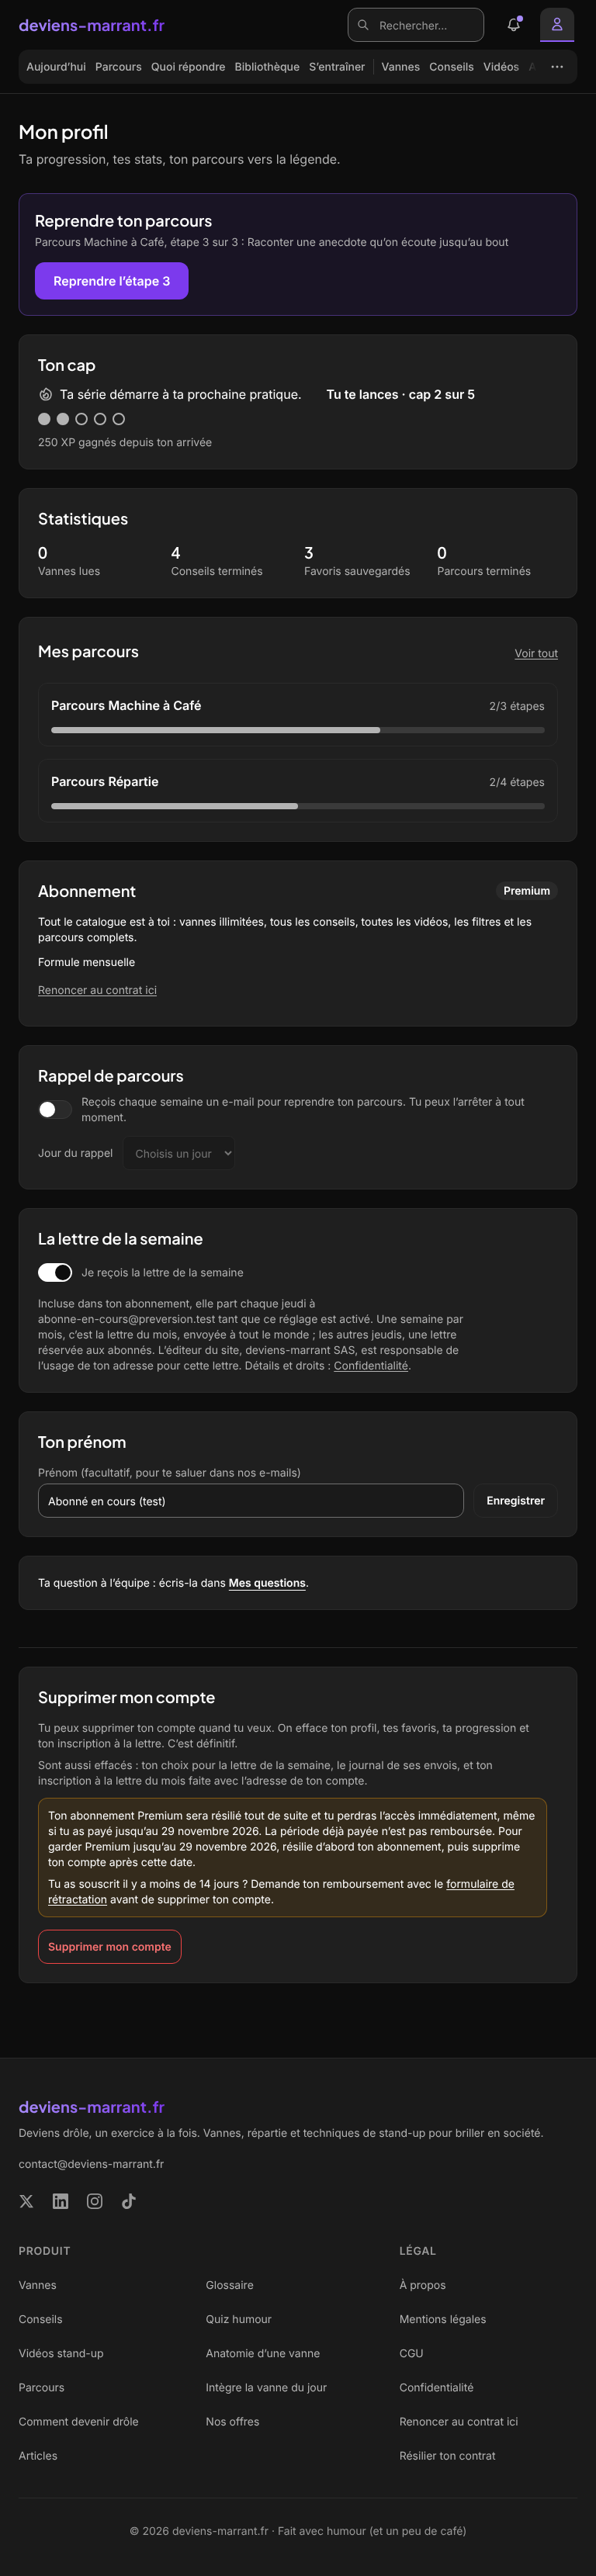 deviens-marrant.fr
Rechercher...
Aujourd’hui Parcours Quoi répondre Bibliothèque S’entraîner Vannes Conseils Vidéos
Mon profil
Ta progression, tes stats, ton parcours vers la légende.
Reprendre ton parcours
Parcours Machine à Café, étape 3 sur 3 : Raconter une anecdote qu’on écoute jusqu’au bout
Reprendre l’étape 3
Ton cap
Ta série démarre à ta prochaine pratique. Tu te lances · cap 2 sur 5
250 XP gagnés depuis ton arrivée
Statistiques
0 4 3 0
Vannes lues Conseils terminés Favoris sauvegardés Parcours terminés
Mes parcours Voir tout
Parcours Machine à Café 2/3 étapes
Parcours Répartie 2/4 étapes
Abonnement Premium
Tout le catalogue est à toi : vannes illimitées, tous les conseils, toutes les vidéos, les filtres et les
parcours complets.
Formule mensuelle
Renoncer au contrat ici
Rappel de parcours
Reçois chaque semaine un e-mail pour reprendre ton parcours. Tu peux l’arrêter à tout
moment.
Jour du rappel Choisis un jour
La lettre de la semaine
Je reçois la lettre de la semaine
Incluse dans ton abonnement, elle part chaque jeudi à
abonne-en-cours@preversion.test tant que ce réglage est activé. Une semaine par
mois, c’est la lettre du mois, envoyée à tout le monde ; les autres jeudis, une lettre
réservée aux abonnés. L’éditeur du site, deviens-marrant SAS, est responsable de
l’usage de ton adresse pour cette lettre. Détails et droits : Confidentialité.
Ton prénom
Prénom (facultatif, pour te saluer dans nos e-mails)
Abonné en cours (test) Enregistrer
Ta question à l’équipe : écris-la dans Mes questions.
Supprimer mon compte
Tu peux supprimer ton compte quand tu veux. On efface ton profil, tes favoris, ta progression et
ton inscription à la lettre. C’est définitif.
Sont aussi effacés : ton choix pour la lettre de la semaine, le journal de ses envois, et ton
inscription à la lettre du mois faite avec l’adresse de ton compte.
Ton abonnement Premium sera résilié tout de suite et tu perdras l’accès immédiatement, même
si tu as payé jusqu’au 29 novembre 2026. La période déjà payée n’est pas remboursée. Pour
garder Premium jusqu’au 29 novembre 2026, résilie d’abord ton abonnement, puis supprime
ton compte après cette date.
Tu as souscrit il y a moins de 14 jours ? Demande ton remboursement avec le formulaire de
rétractation avant de supprimer ton compte.
Supprimer mon compte
deviens-marrant.fr
Deviens drôle, un exercice à la fois. Vannes, répartie et techniques de stand-up pour briller en société.
contact@deviens-marrant.fr
PRODUIT LÉGAL
Vannes Glossaire À propos
Conseils Quiz humour Mentions légales
Vidéos stand-up Anatomie d’une vanne CGU
Parcours Intègre la vanne du jour Confidentialité
Comment devenir drôle Nos offres Renoncer au contrat ici
Articles Résilier ton contrat
© 2026 deviens-marrant.fr · Fait avec humour (et un peu de café)